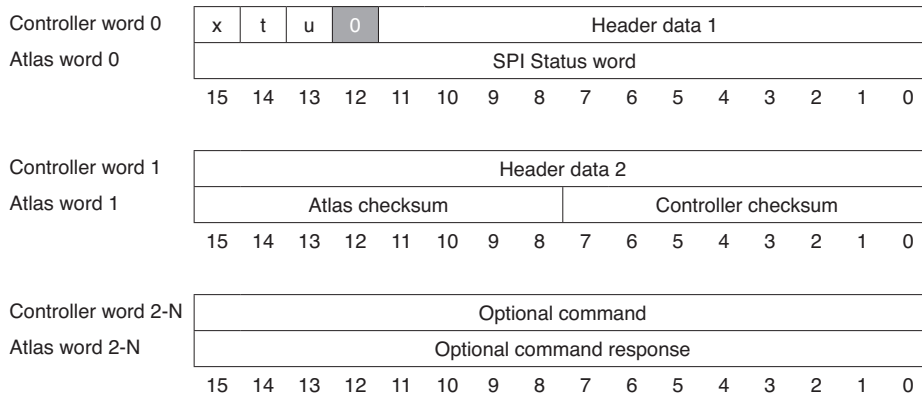 Controller word 0 x t u 0 Header data 1
Atlas word 0 SPI Status word
15 14 13 12 11 10 9 8 7 6 5 4 3 2 1 0
Controller word 1 Header data 2
Atlas word 1 Atlas checksum Controller checksum
15 14 13 12 11 10 9 8 7 6 5 4 3 2 1 0
Controller word 2-N Optional command
Atlas word 2-N Optional command response
15 14 13 12 11 10 9 8 7 6 5 4 3 2 1 0